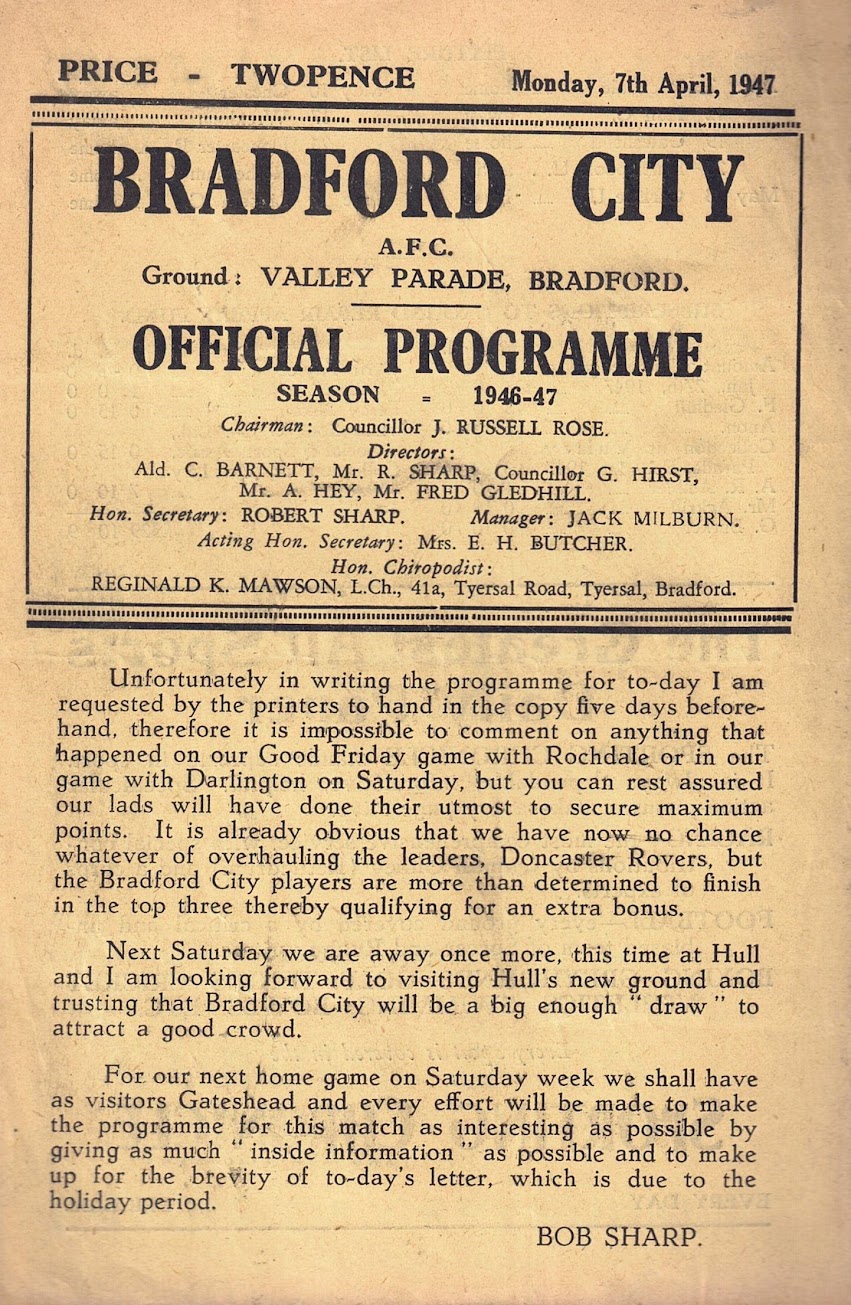 PRICE - TWOPENCE Monday, 7th April, 1947
BRADFORD CITY
A.F.C.
Ground: VALLEY PARADE, BRADFORD.
OFFICIAL PROGRAMME
SEASON = 1946-47
Chairman: Councillor J. RUSSELL ROSE.
Directors:
Ald. C. BARNETT, Mr. R. SHARP, Councillor G. HIRST,
Mr. A. HEY, Mr. FRED GLEDHILL.
Hon. Secretary: ROBERT SHARP. Manager: JACK MILBURN.
Acting Hon. Secretary: Mrs. E. H. BUTCHER.
Hon. Chiropodist:
REGINALD K. MAWSON, L.Ch., 41a, Tyersal Road, Tyersal, Bradford.
Unfortunately in writing the programme for to-day I am
requested by the printers to hand in the copy five days before-
hand, therefore it is impossible to comment on anything that
happened on our Good Friday game with Rochdale or in our
game with Darlington on Saturday, but you can rest assured
our lads will have done their utmost to secure maximum
points. It is already obvious that we have now no chance
whatever of overhauling the leaders, Doncaster Rovers, but
the Bradford City players are more than determined to finish
in the top three thereby qualifying for an extra bonus.
Next Saturday we are away once more, this time at Hull
and I am looking forward to visiting Hull's new ground and
trusting that Bradford City will be a big enough "draw" to
attract a good crowd.
For our next home game on Saturday week we shall have
as visitors Gateshead and every effort will be made to make
the programme for this match as interesting as possible by
giving as much "inside information" as possible and to make
up for the brevity of to-day's letter, which is due to the
holiday period.
BOB SHARP.